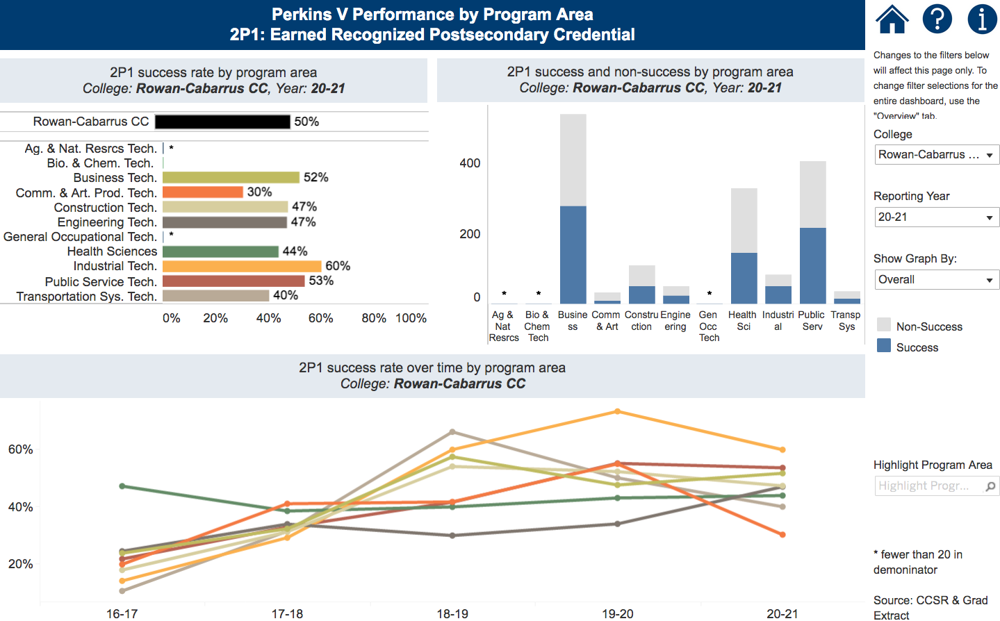 Perkins V Performance by Program Area
2P1: Earned Recognized Postsecondary Credential
2P1 success rate by program area
College: Rowan-Cabarrus CC, Year: 20-21
Rowan-Cabarrus CC 50%
Ag. & Nat. Resrcs Tech. *
Bio. & Chem. Tech.
Business Tech. 52%
Comm. & Art. Prod. Tech. 30%
Construction Tech. 47%
Engineering Tech. 47%
General Occupational Tech. *
Health Sciences 44%
Industrial Tech. 60%
Public Service Tech. 53%
Transportation Sys. Tech. 40%
0% 20% 40% 60% 80% 100%
2P1 success and non-success by program area
College: Rowan-Cabarrus CC, Year: 20-21
400
200
0
* * *
Ag & Bio & Busine Comm Constru Engine Gen Health Industri Public Transp
Nat Chem ss & Art ction ering Occ Sci al Serv Sys
Resrcs Tech Tech
2P1 success rate over time by program area
College: Rowan-Cabarrus CC
60%
40%
20%
16-17 17-18 18-19 19-20 20-21
Changes to the filters below
will affect this page only. To
change filter selections for the
entire dashboard, use the
"Overview" tab.
College
Rowan-Cabarrus ...
Reporting Year
20-21
Show Graph By:
Overall
Non-Success
Success
Highlight Program Area
Highlight Progr...
* fewer than 20 in
demoninator
Source: CCSR & Grad
Extract